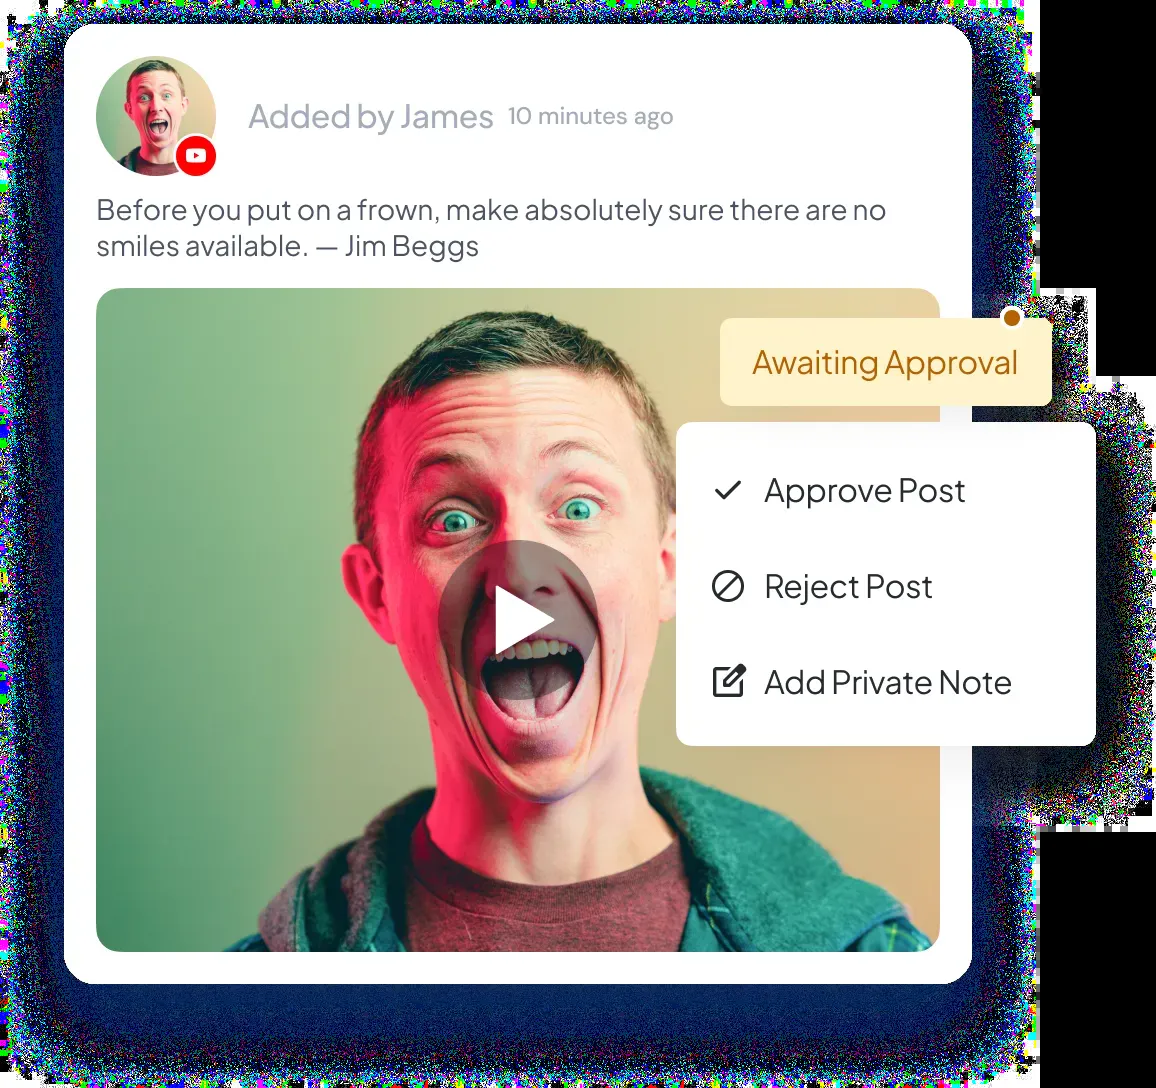 Added by James 10 minutes ago
Before you put on a frown, make absolutely sure there are no
smiles available. — Jim Beggs
Awaiting Approval
Approve Post
Reject Post
Add Private Note